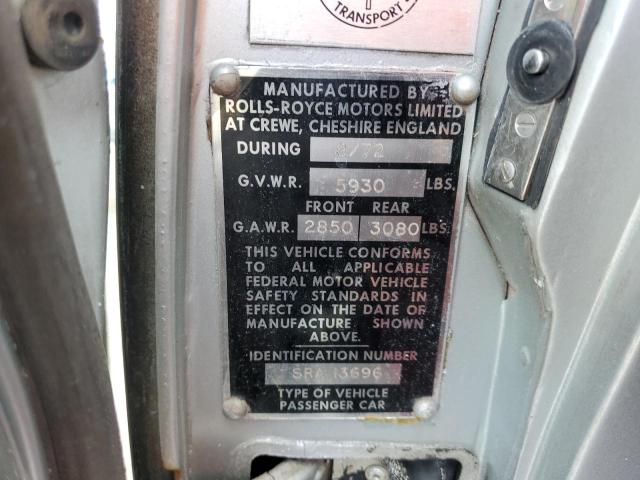 TRANSPORT
MANUFACTURED BY
ROLLS-ROYCE MOTORS LIMITED
AT CREWE, CHESHIRE ENGLAND
DURING /72
G.V.W.R. 5930 LBS.
FRONT REAR
G.A.W.R. 2850 3080 LBS.
THIS VEHICLE CONFORMS
TO ALL APPLICABLE
FEDERAL MOTOR VEHICLE
SAFETY STANDARDS IN
EFFECT ON THE DATE OF
MANUFACTURE SHOWN
ABOVE.
IDENTIFICATION NUMBER
SRA 13696
TYPE OF VEHICLE
PASSENGER CAR